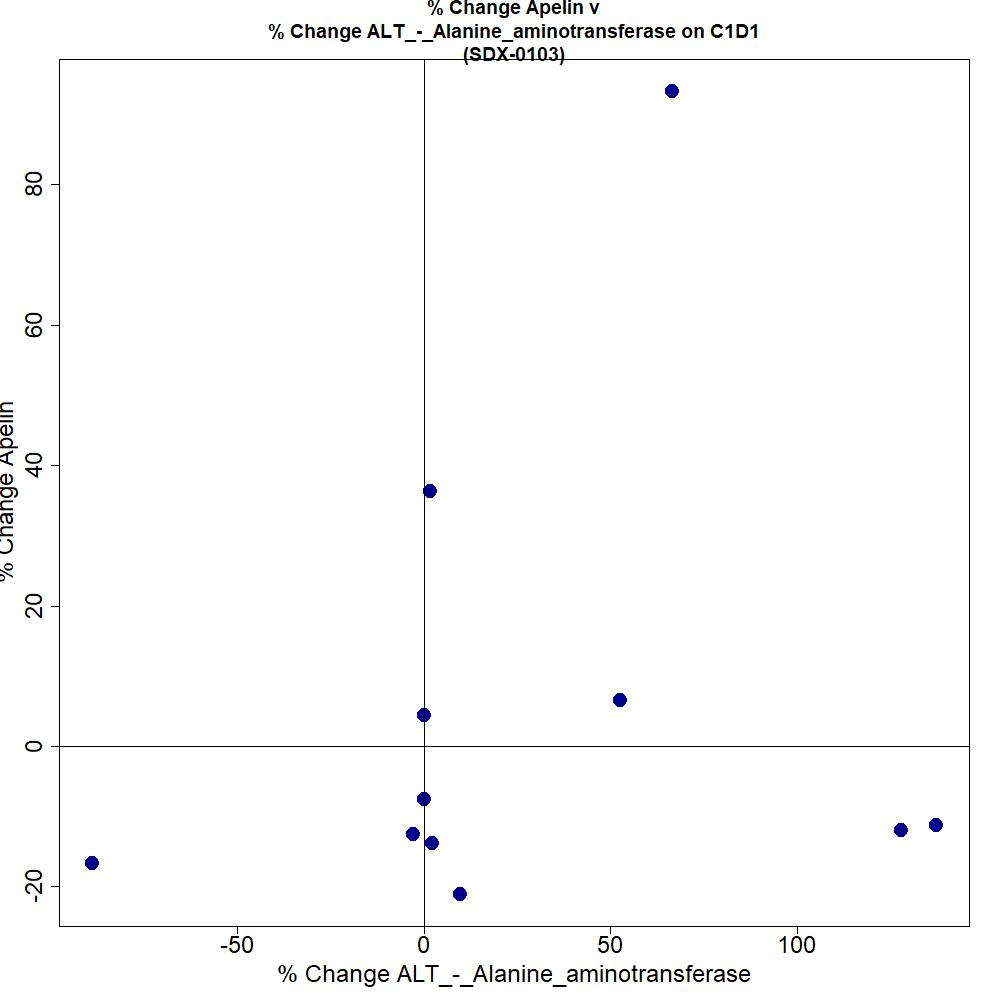 % Change Apelin v
% Change ALT_-_Alanine_aminotransferase on C1D1
(SDX-0103)
% Change Apelin
80
60
40
20
0
-20
-50
0
50
100
% Change ALT_-_Alanine_aminotransferase